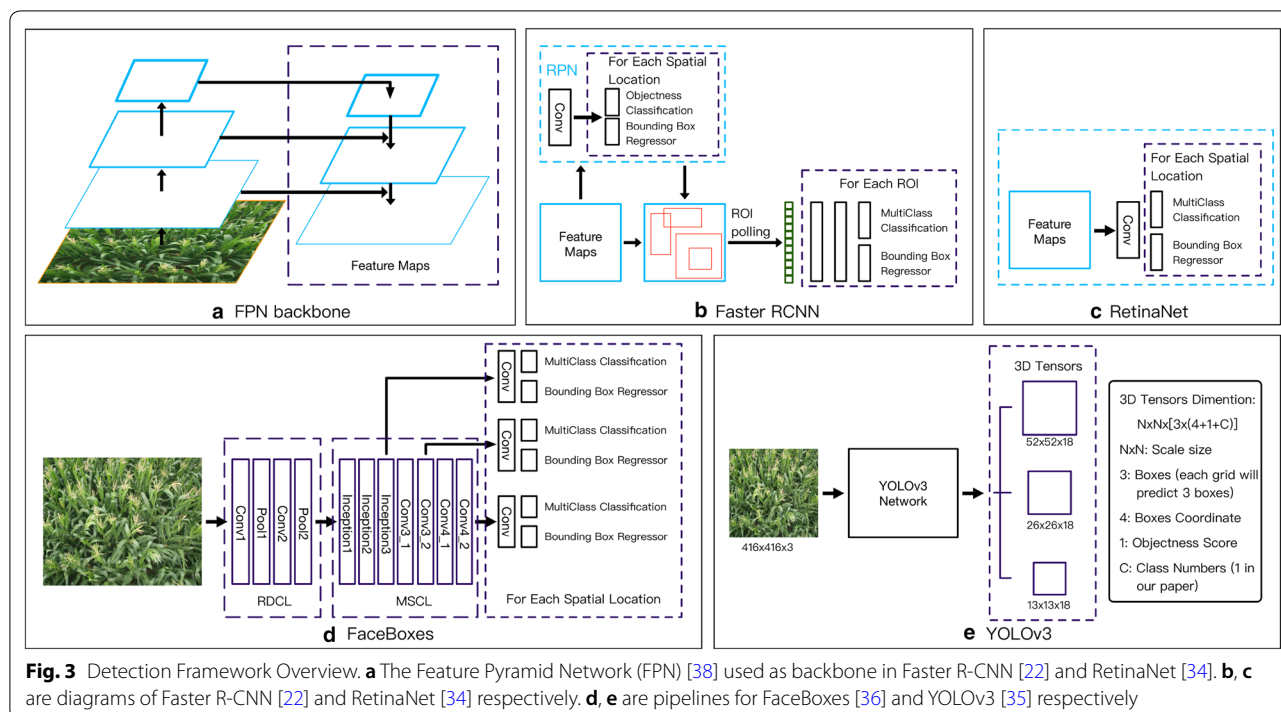 Feature Maps
a FPN backbone
RPN
Conv
For Each Spatial
Location
Objectness
Classification
Bounding Box
Regressor
Feature
Maps
ROI
polling
For Each ROI
MultiClass
Classification
Bounding Box
Regressor
b Faster RCNN
Feature
Maps
Conv
For Each Spatial
Location
MultiClass
Classification
Bounding Box
Regressor
c RetinaNet
Conv1
Pool1
Conv2
Pool2
RDCL
Inception1
Inception2
Inception3
Conv3_1
Conv3_2
Conv4_1
Conv4_2
MSCL
Conv
MultiClass Classification
Bounding Box Regressor
Conv
MultiClass Classification
Bounding Box Regressor
Conv
MultiClass Classification
Bounding Box Regressor
For Each Spatial Location
d FaceBoxes
416x416x3
YOLOv3
Network
3D Tensors
52x52x18
26x26x18
13x13x18
3D Tensors Dimention:
NxNx[3x(4+1+C)]
NxN: Scale size
3: Boxes (each grid will
predict 3 boxes)
4: Boxes Coordinate
1: Objectness Score
C: Class Numbers (1 in
our paper)
e YOLOv3
Fig. 3 Detection Framework Overview. a The Feature Pyramid Network (FPN) [38] used as backbone in Faster R-CNN [22] and RetinaNet [34]. b, c
are diagrams of Faster R-CNN [22] and RetinaNet [34] respectively. d, e are pipelines for FaceBoxes [36] and YOLOv3 [35] respectively